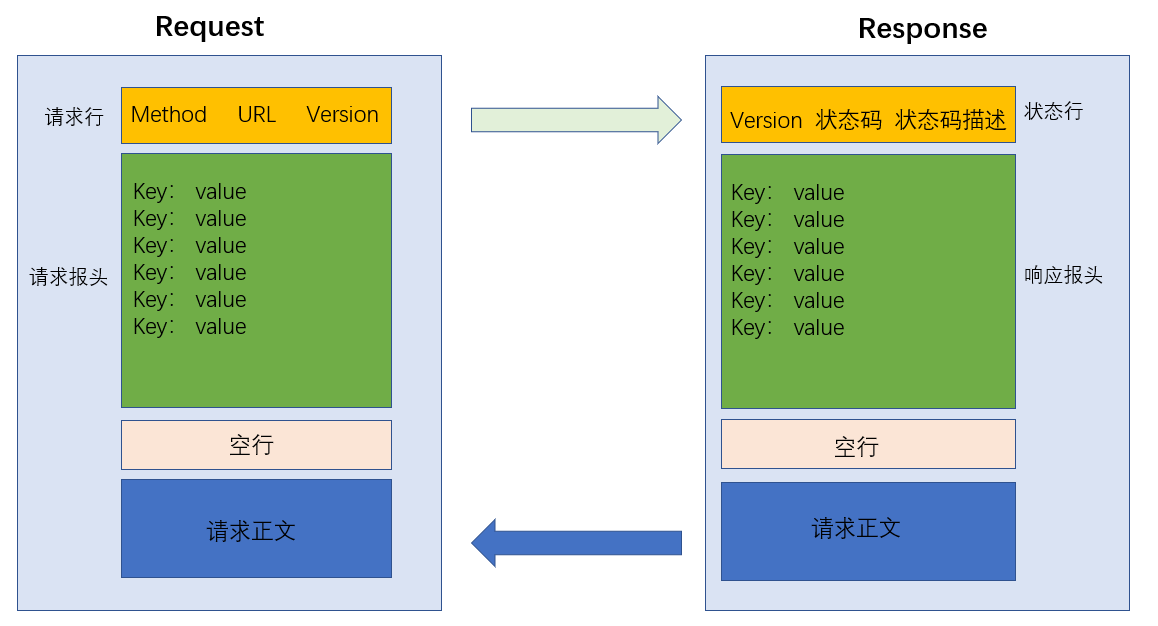 Request
请求行
Method URL Version
请求报头
Key: value
Key: value
Key: value
Key: value
Key: value
Key: value
空行
请求正文
Response
Version 状态码 状态码描述
状态行
Key: value
Key: value
Key: value
Key: value
Key: value
Key: value
响应报头
空行
请求正文